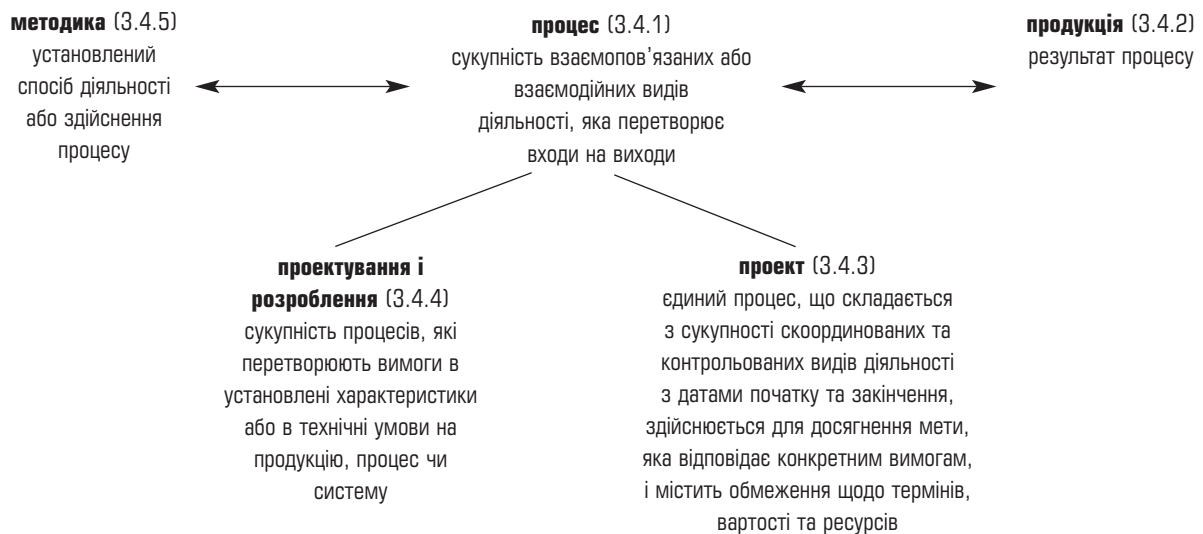 методика (3.4.5)
установлений
спосіб діяльності
або здійснення
процесу
процес (3.4.1)
сукупність взаємопов’язаних або
взаємодійних видів
діяльності, яка перетворює
входи на виходи
продукція (3.4.2)
результат процесу
проектування і
розроблення (3.4.4)
сукупність процесів, які
перетворюють вимоги в
установлені характеристики
або в технічні умови на
продукцію, процес чи
систему
проект (3.4.3)
єдиний процес, що складається
з сукупності скоординованих та
контрольованих видів діяльності
з датами початку та закінчення,
здійснюється для досягнення мети,
яка відповідає конкретним вимогам,
і містить обмеження щодо термінів,
вартості та ресурсів